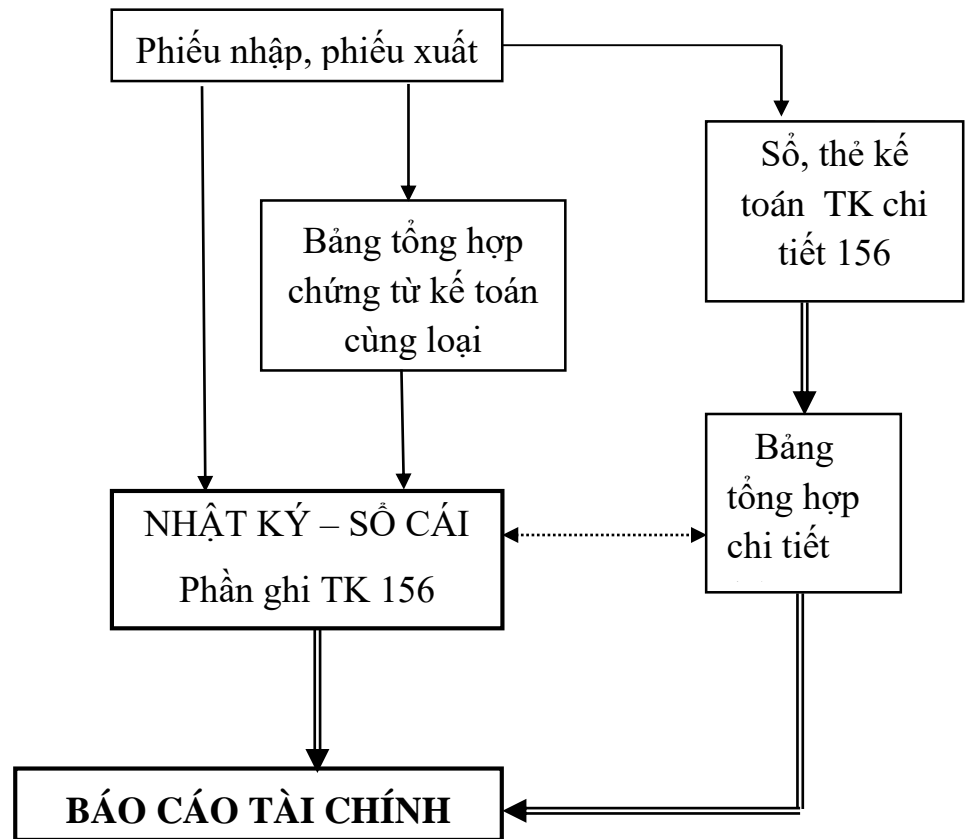 Phiếu nhập, phiếu xuất
Sổ, thẻ kế
toán TK chi
tiết 156
Bảng tổng hợp
chứng từ kế toán
cùng loại
Bảng
tổng hợp
chi tiết
NHẬT KÝ – SỔ CÁI
Phần ghi TK 156
BÁO CÁO TÀI CHÍNH